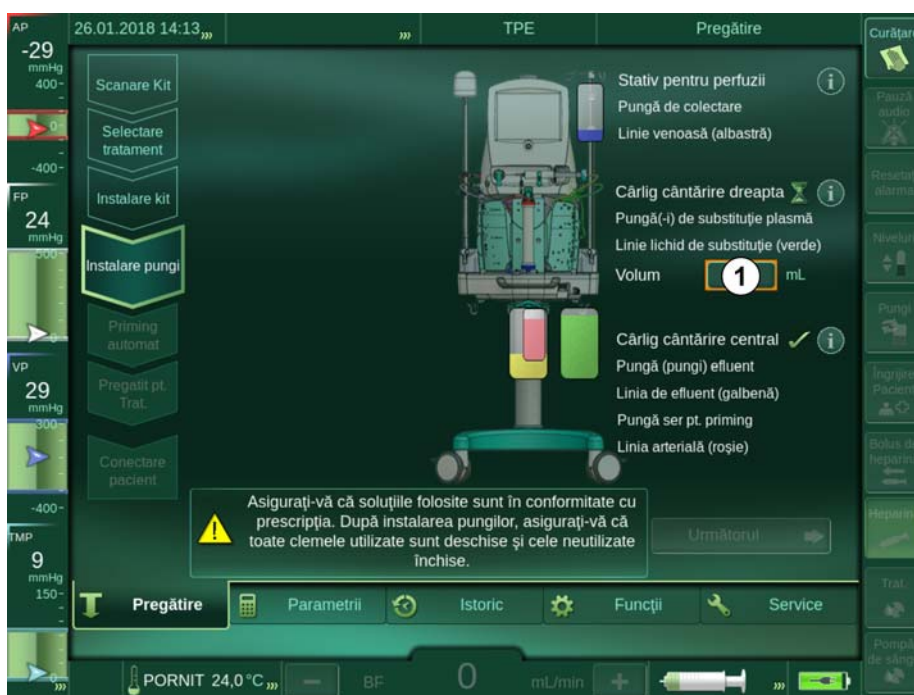 AP
-29
mmHg
400-
0-
-400-
FP
24
mmHg
500-
0-
VP
29
mmHg
300-
-400-
TMP
9
mmHg
150-
26.01.2018 14:13
TPE
Pregătire
Scanare Kit
Selectare
tratament
Instalare kit
Instalare pungi
Priming
automat
Pregatit pt.
Trat.
Conectare
pacient
Stativ pentru perfuzii
Pungă de colectare
Linie venoasă (albastră)
Cârlig cântărire dreapta
Pungă(-i) de substituție plasmă
Linie lichid de substituție (verde)
Volum 1 mL
Cârlig cântărire central
Pungă (pungi) efluent
Linia de efluent (galbenă)
Pungă ser pt. priming
Linia arterială (roșie)
Asigurați-vă că soluțiile folosite sunt în conformitate cu
prescripția. După instalarea pungilor, asigurați-vă că
toate clemele utilizate sunt deschise și cele neutilizate
închise.
Următorul
Pregătire
Parametrii
Istoric
Funcții
Service
PORNIT 24,0 °C
BF
0
mL/min
Curățare
Pauză
audio
Resetați
alarma
Pungi
Îngrijire
Pacient
Bolus de
heparină
Trat.
Pompă
de sânge